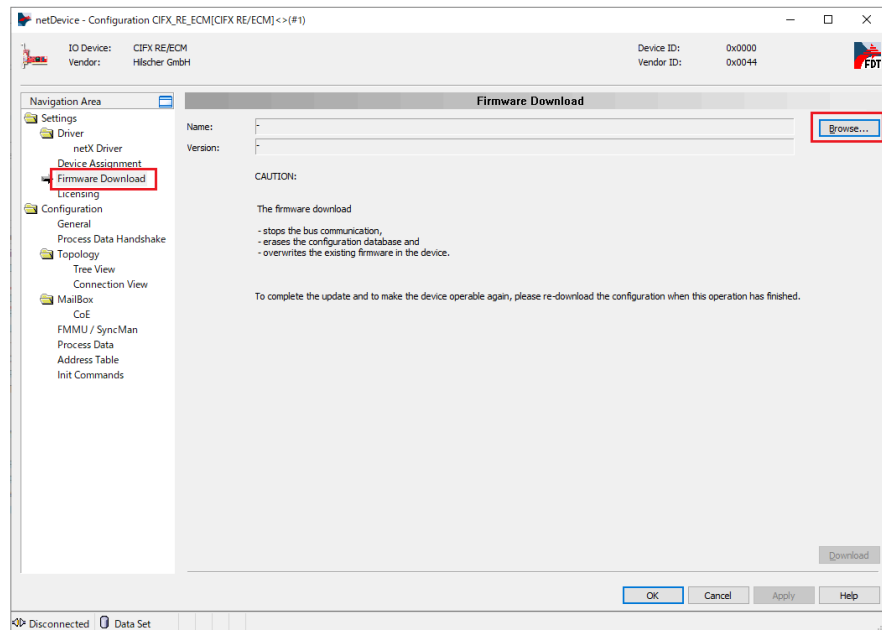 netDevice - Configuration CIFX_RE_ECM[CIFX RE/ECM]<>(#1)
IO Device: CIFX RE/ECM Device ID: 0x0000
Vendor: Hilscher GmbH Vendor ID: 0x0044
FDT
Navigation Area
Firmware Download
Settings
Driver
netX Driver
Device Assignment
Firmware Download
Licensing
Configuration
General
Process Data Handshake
Topology
Tree View
Connection View
MailBox
CoE
FMMU / SyncMan
Process Data
Address Table
Init Commands
Name: - Browse...
Version: -
CAUTION:
The firmware download
- stops the bus communication,
- erases the configuration database and
- overwrites the existing firmware in the device.
To complete the update and to make the device operable again, please re-download the configuration when this operation has finished.
Download
OK Cancel Apply Help
Disconnected Data Set